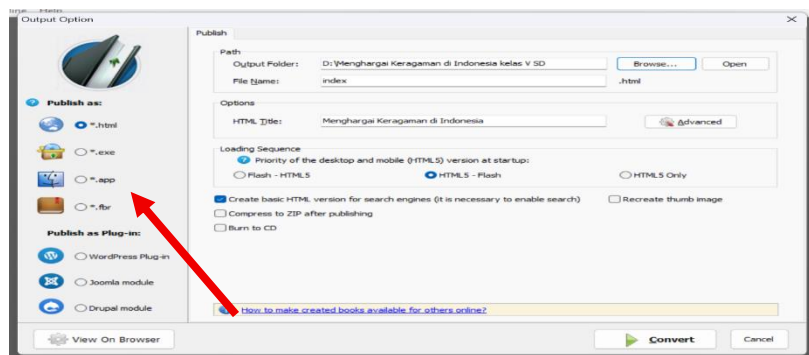 Output Option
Publish
Publish as:
*.html
*.exe
*.app
*.fbr
Publish as Plug-in:
WordPress Plug-in
Joomla module
Drupal module
View On Browser
Path
Output Folder: D:\Menghargai Keragaman di Indonesia kelas V SD Browse... Open
File Name: index .html
Options
HTML Title: Menghargai Keragaman di Indonesia Advanced
Loading Sequence
Priority of the desktop and mobile (HTML5) version at startup:
Flash - HTML5 HTML5 - Flash HTML5 Only
Create basic HTML version for search engines (it is necessary to enable search) Recreate thumb image
Compress to ZIP after publishing
Burn to CD
How to make created books available for others online?
Convert Cancel